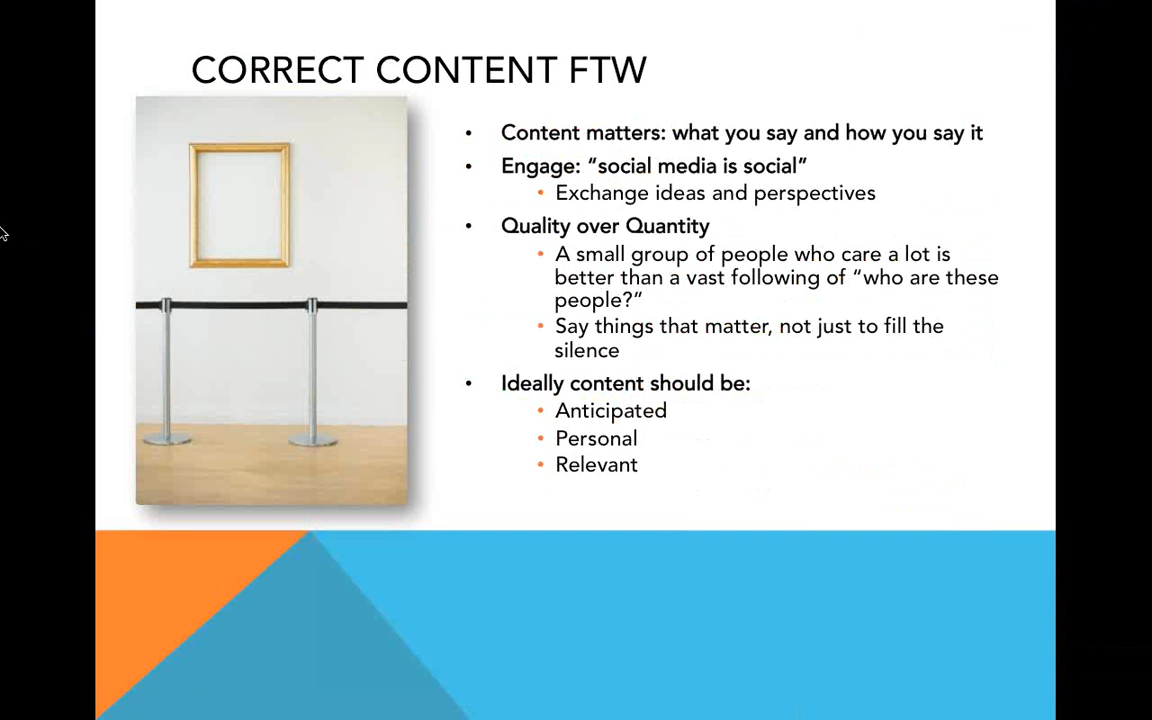 CORRECT CONTENT FTW
• Content matters: what you say and how you say it
• Engage: “social media is social”
• Exchange ideas and perspectives
• Quality over Quantity
• A small group of people who care a lot is
better than a vast following of “who are these
people?”
• Say things that matter, not just to fill the
silence
• Ideally content should be:
• Anticipated
• Personal
• Relevant